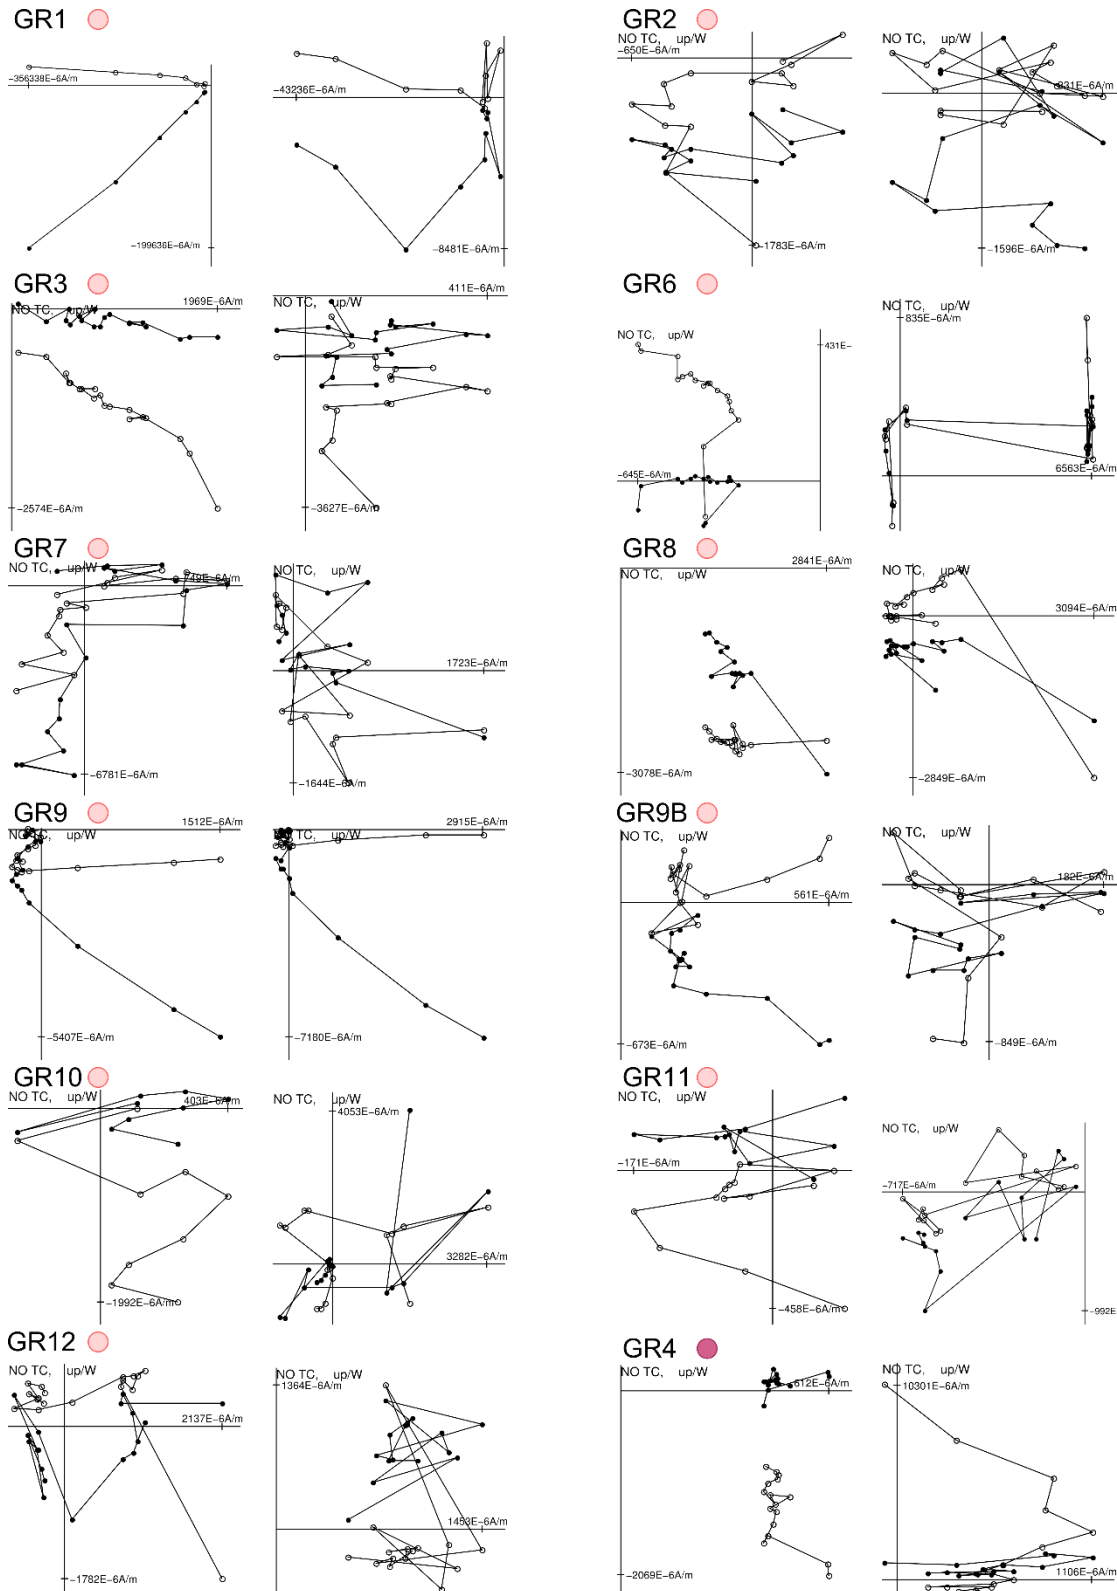 GR1
−356338E−6A/m
−199636E−6A/m
−43236E−6A/m
−8481E−6A/m
GR2
NO TC, up/W
−650E−6A/m
−1783E−6A/m
NO TC, up/W
−831E−6A/m
−1596E−6A/m
GR3
NO TC, up/W
1969E−6A/m
−2574E−6A/m
411E−6A/m
NO TC, up/W
−3627E−6A/m
GR6
NO TC, up/W
431E−
−645E−6A/m
835E−6A/m
6563E−6A/m
GR7
NO TC, up/W
749E−6A/m
−6781E−6A/m
NO TC, up/W
1723E−6A/m
−1644E−6A/m
GR8
NO TC, up/W
2841E−6A/m
−3078E−6A/m
NO TC, up/W
3094E−6A/m
−2849E−6A/m
GR9
NO TC, up/W
1512E−6A/m
−5407E−6A/m
NO TC, up/W
2915E−6A/m
−7180E−6A/m
GR9B
NO TC, up/W
561E−6A/m
−673E−6A/m
NO TC, up/W
182E−6A/m
−849E−6A/m
GR10
NO TC, up/W
403E−6A/m
−1992E−6A/m
NO TC, up/W
4053E−6A/m
3282E−6A/m
GR11
NO TC, up/W
−171E−6A/m
−458E−6A/m
NO TC, up/W
−717E−6A/m
−992E
GR12
NO TC, up/W
2137E−6A/m
−1782E−6A/m
NO TC, up/W
1364E−6A/m
1453E−6A/m
GR4
NO TC, up/W
612E−6A/m
−2069E−6A/m
NO TC, up/W
10301E−6A/m
1106E−6A/m